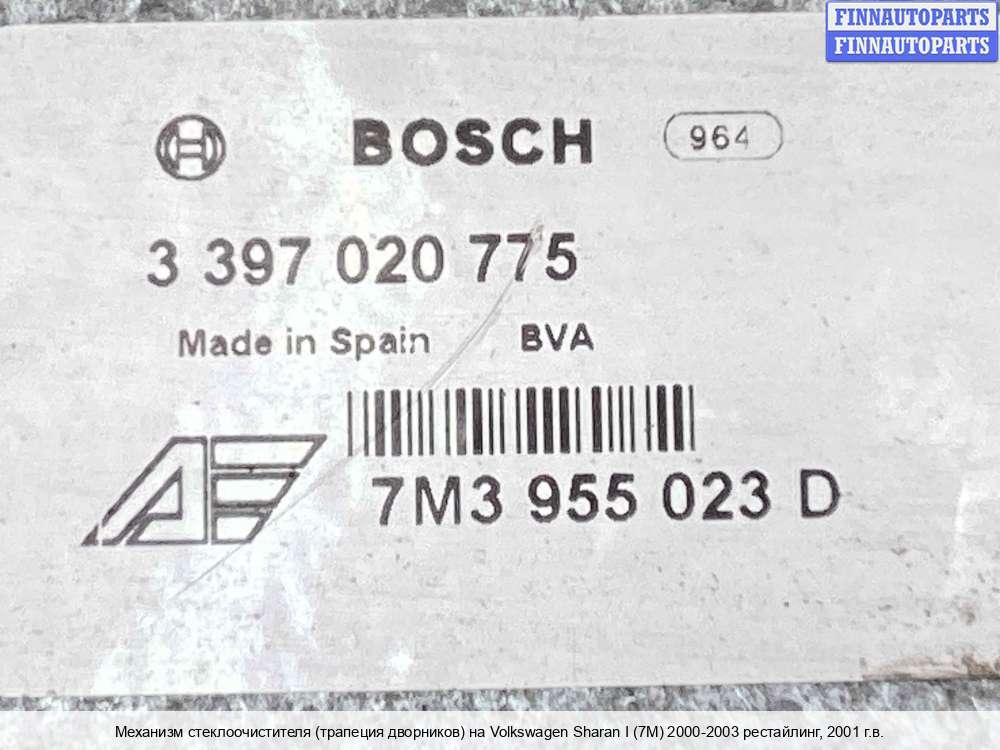 FINNAUTOPARTS
FINNAUTOPARTS
BOSCH 964
3 397 020 775
Made in Spain BVA
AE
7M3 955 023 D
Механизм стеклоочистителя (трапеция дворников) на Volkswagen Sharan I (7M) 2000-2003 рестайлинг, 2001 г.в.